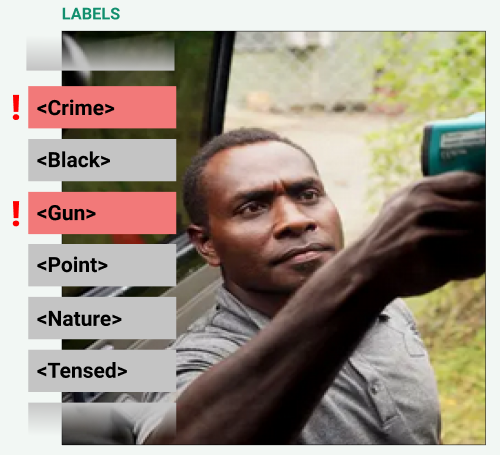 LABELS
! <Crime>
<Black>
! <Gun>
<Point>
<Nature>
<Tensed>